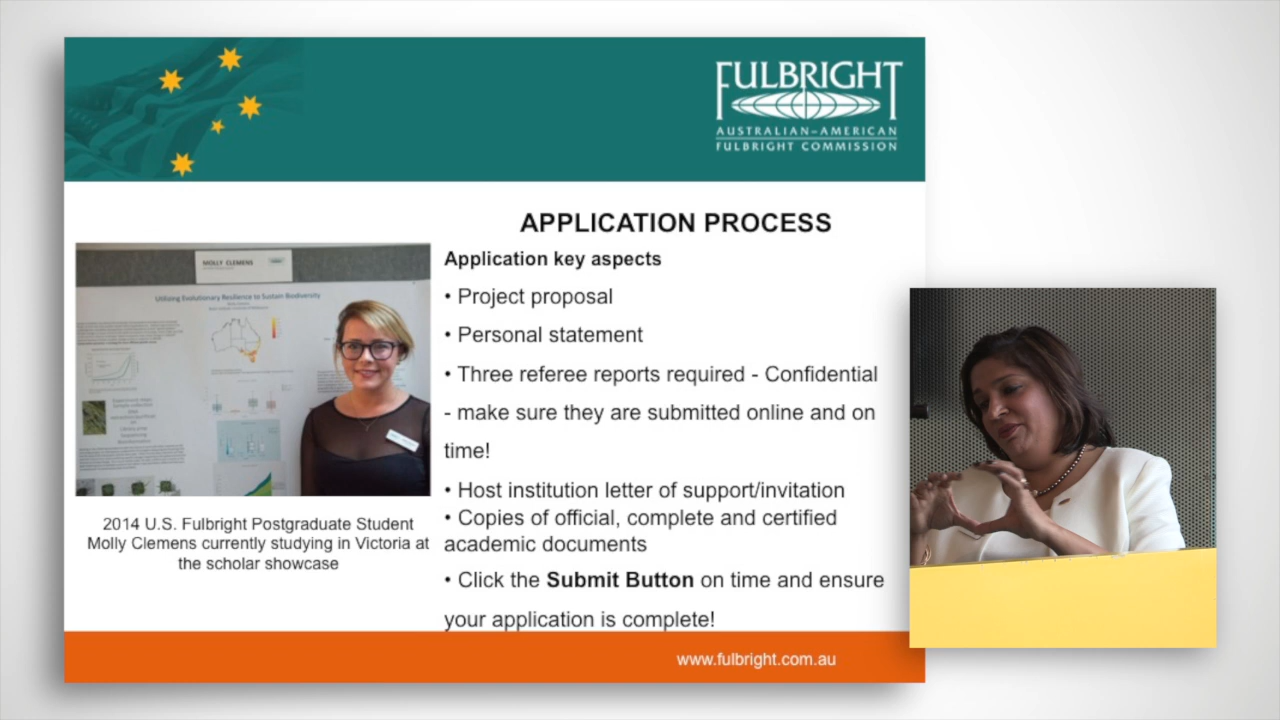 FULBRIGHT
AUSTRALIAN–AMERICAN
FULBRIGHT COMMISSION
APPLICATION PROCESS
Application key aspects
• Project proposal
• Personal statement
• Three referee reports required - Confidential
- make sure they are submitted online and on
time!
• Host institution letter of support/invitation
• Copies of official, complete and certified
academic documents
• Click the Submit Button on time and ensure
your application is complete!
MOLLY CLEMENS
Utilising Evolutionary Resilience to Sustain Biodiversity
2014 U.S. Fulbright Postgraduate Student
Molly Clemens currently studying in Victoria at
the scholar showcase
www.fulbright.com.au